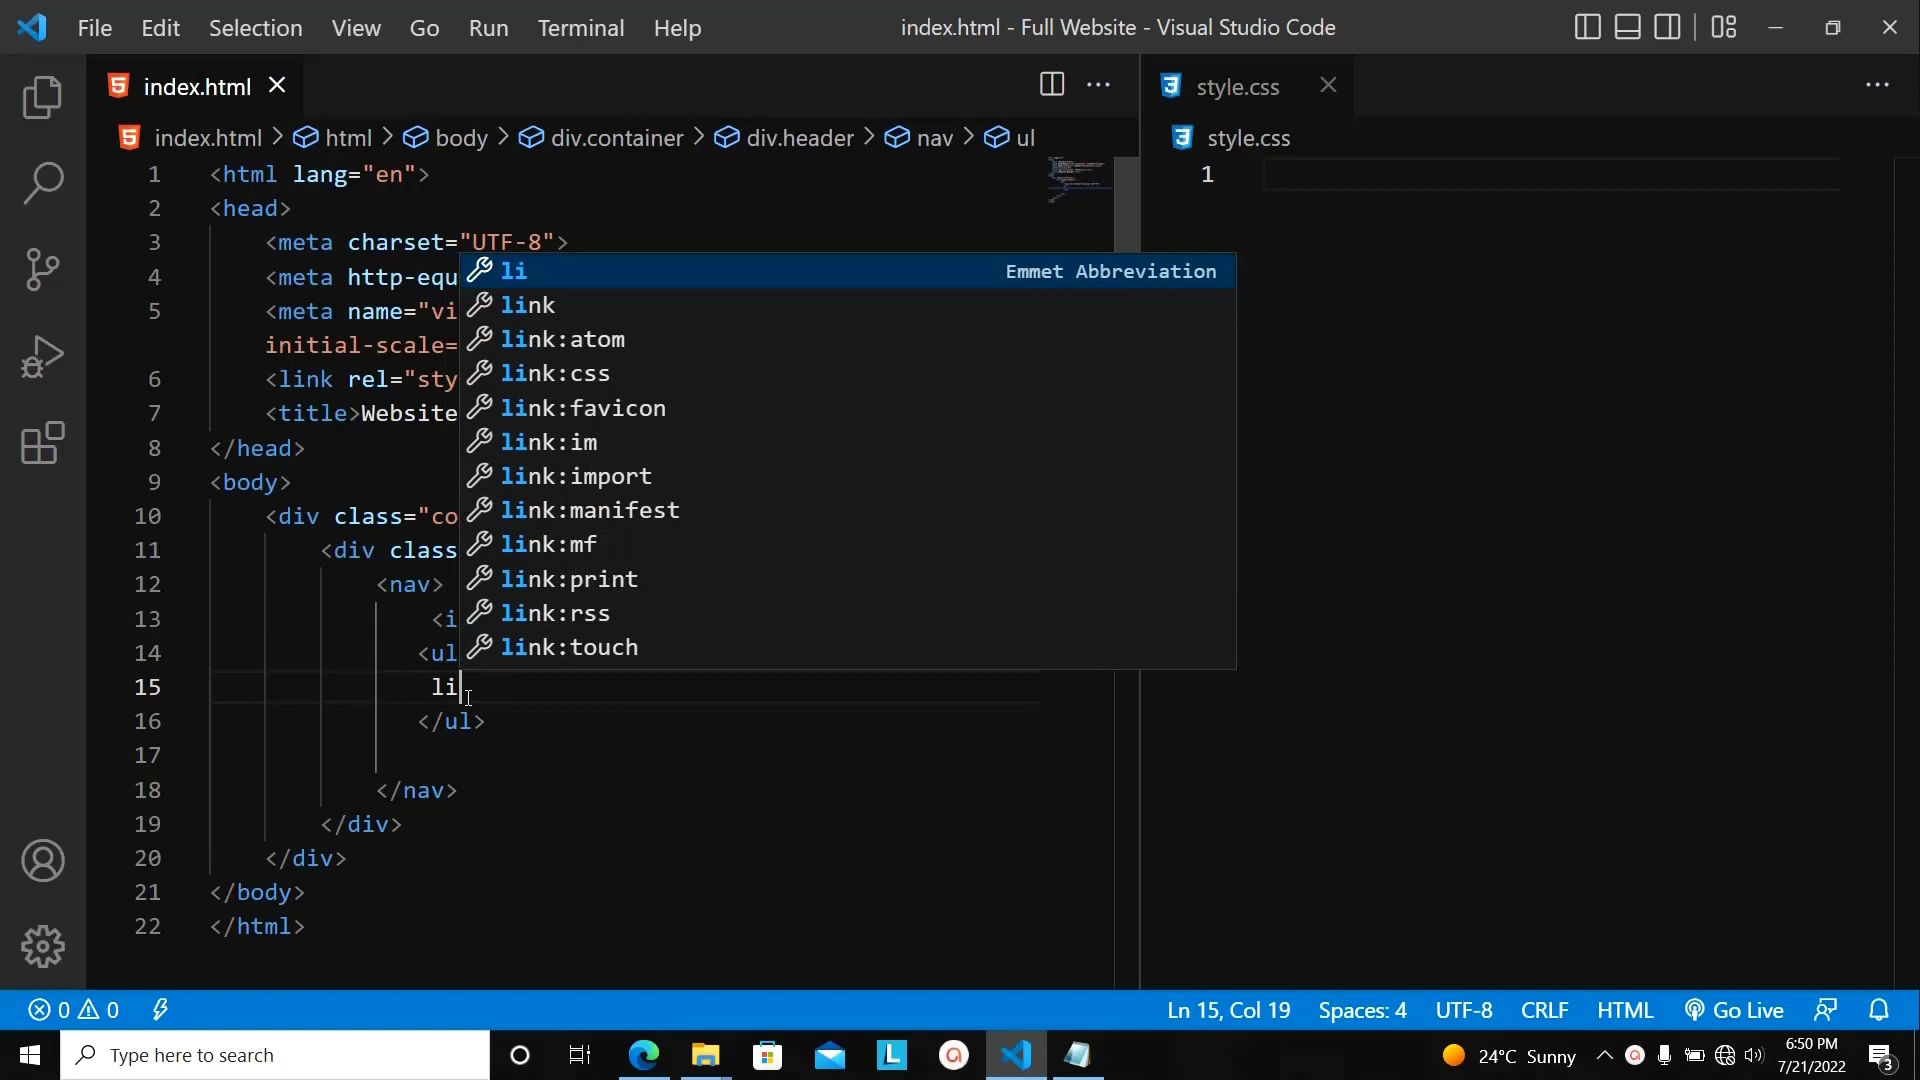 File Edit Selection View Go Run Terminal Help
index.html - Full Website - Visual Studio Code
index.html
style.css
index.html > html > body > div.container > div.header > nav > ul
style.css
1 <html lang="en">
2 <head>
3 <meta charset="UTF-8">
4 <meta http-equ
5 <meta name="vi
initial-scale=
6 <link rel="sty
7 <title>Website
8 </head>
9 <body>
10 <div class="co
11 <div class
12 <nav>
13 <i
14 <ul
15 li
16 </ul>
17
18 </nav>
19 </div>
20 </div>
21 </body>
22 </html>
li Emmet Abbreviation
link
link:atom
link:css
link:favicon
link:im
link:import
link:manifest
link:mf
link:print
link:rss
link:touch
1
0 0
Ln 15, Col 19 Spaces: 4 UTF-8 CRLF HTML Go Live
Type here to search
24°C Sunny
6:50 PM
7/21/2022
3